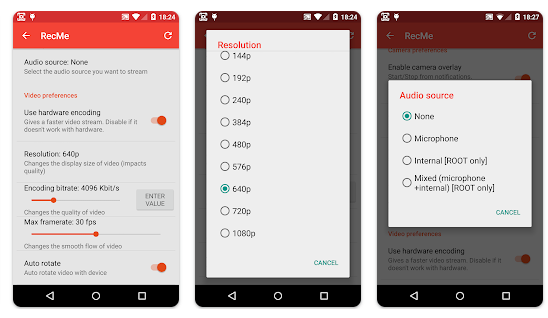 18:24
RecMe
Audio source: None
Select the audio source you want to stream
Video preferences
Use hardware encoding
Gives a faster video stream. Disable if it
doesn't work with hardware.
Resolution: 640p
Changes the display size of video (impacts
quality)
Encoding bitrate: 4096 Kbit/s
ENTER
VALUE
Changes the quality of video
Max framerate: 30 fps
Changes the smooth flow of video
Auto rotate
Auto rotate video with device
18:24
Resolution
144p
192p
240p
384p
480p
576p
640p
720p
1080p
CANCEL
18:27
RecMe
Camera preferences
Enable camera overlay
Start/Stop from notifications.
Audio source
None
Microphone
Internal [ROOT only]
Mixed (microphone
+internal) [ROOT only]
CANCEL
Video preferences
Use hardware encoding
Gives a faster video stream. Disable if it
doesn't work with hardware.